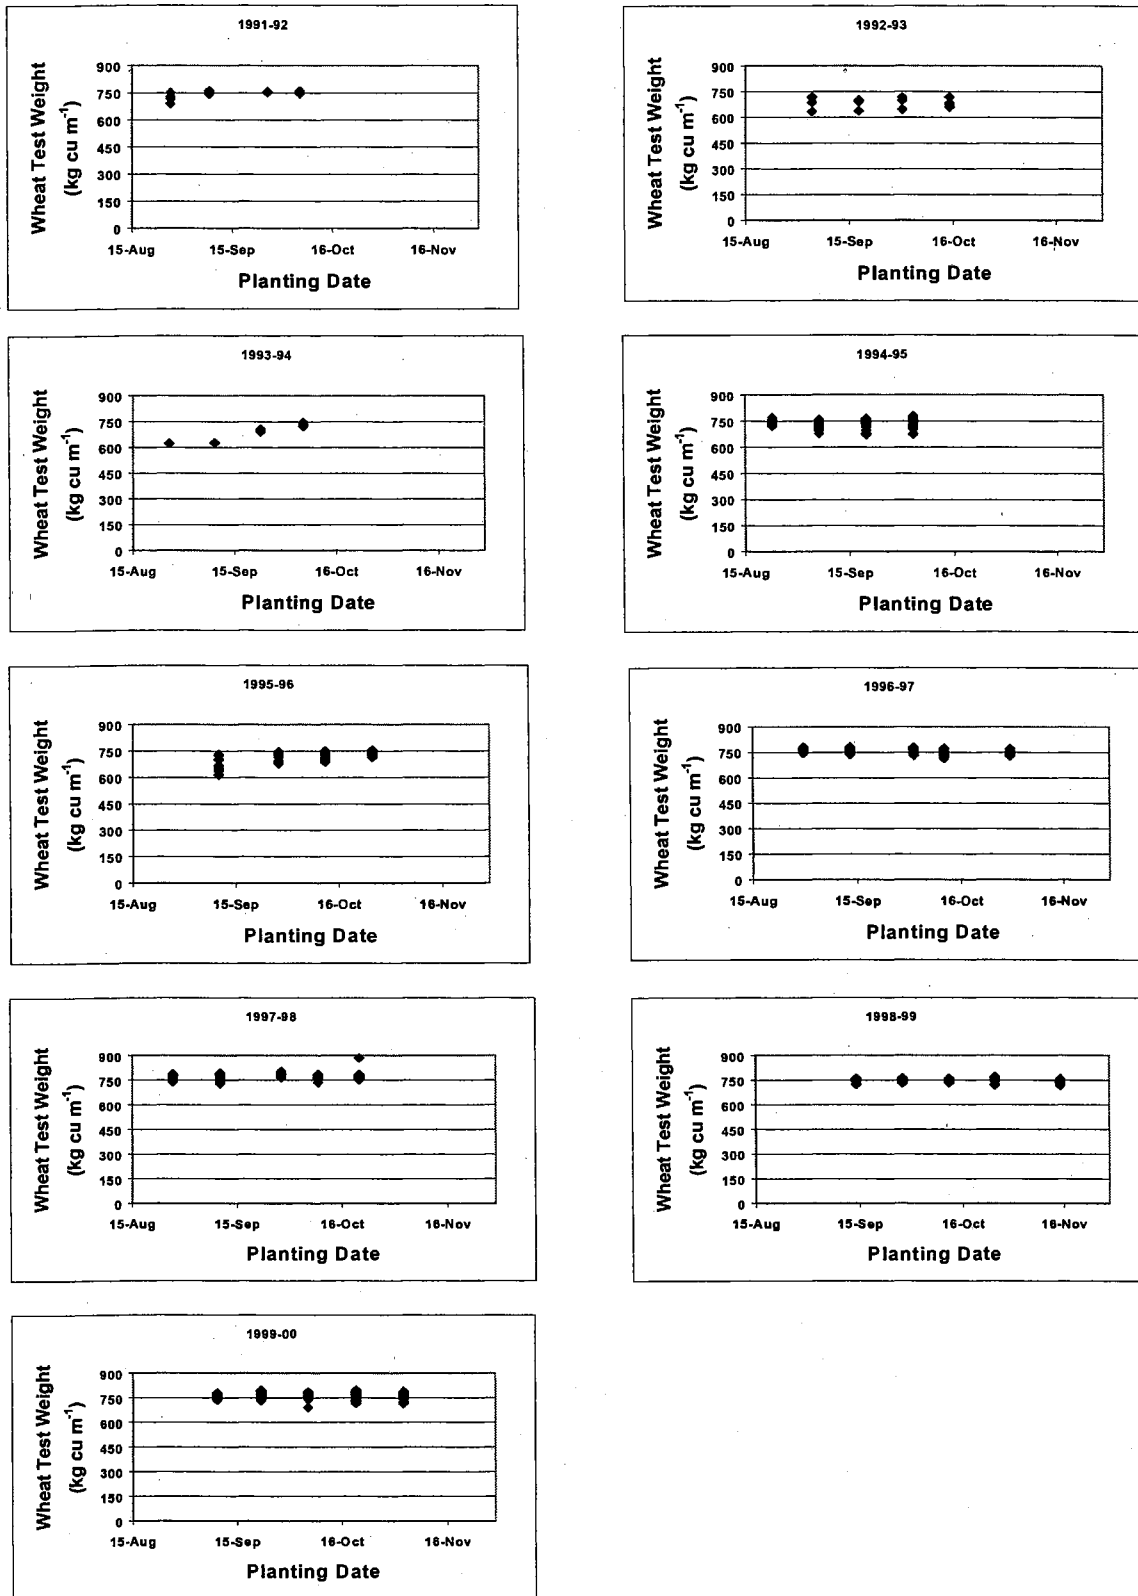 1991-92
Wheat Test Weight
(kg cu m⁻¹)
900
750
600
450
300
150
0
15-Aug 15-Sep 16-Oct 16-Nov
Planting Date
1992-93
Wheat Test Weight
(kg cu m⁻¹)
900
750
600
450
300
150
0
15-Aug 15-Sep 16-Oct 16-Nov
Planting Date
1993-94
Wheat Test Weight
(kg cu m⁻¹)
900
750
600
450
300
150
0
15-Aug 15-Sep 16-Oct 16-Nov
Planting Date
1994-95
Wheat Test Weight
(kg cu m⁻¹)
900
750
600
450
300
150
0
15-Aug 15-Sep 16-Oct 16-Nov
Planting Date
1995-96
Wheat Test Weight
(kg cu m⁻¹)
900
750
600
450
300
150
0
15-Aug 15-Sep 16-Oct 16-Nov
Planting Date
1996-97
Wheat Test Weight
(kg cu m⁻¹)
900
750
600
450
300
150
0
15-Aug 15-Sep 16-Oct 16-Nov
Planting Date
1997-98
Wheat Test Weight
(kg cu m⁻¹)
900
750
600
450
300
150
0
15-Aug 15-Sep 16-Oct 16-Nov
Planting Date
1998-99
Wheat Test Weight
(kg cu m⁻¹)
900
750
600
450
300
150
0
15-Aug 15-Sep 16-Oct 16-Nov
Planting Date
1999-00
Wheat Test Weight
(kg cu m⁻¹)
900
750
600
450
300
150
0
15-Aug 15-Sep 16-Oct 16-Nov
Planting Date